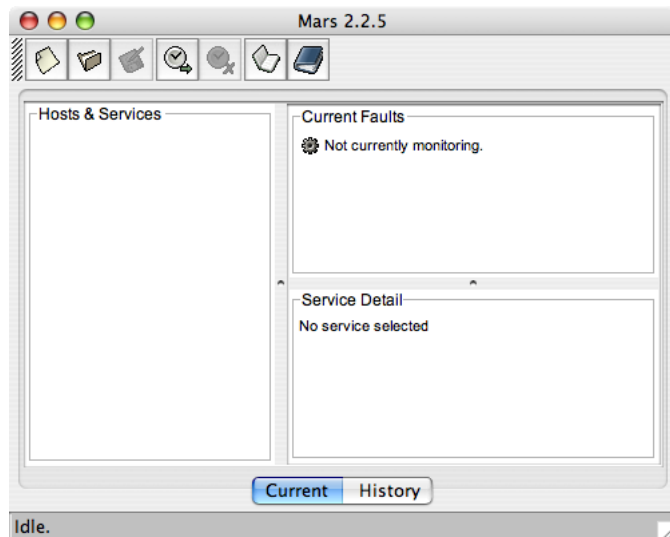 Mars 2.2.5
Hosts & Services
Current Faults
Not currently monitoring.
Service Detail
No service selected
Current
History
Idle.